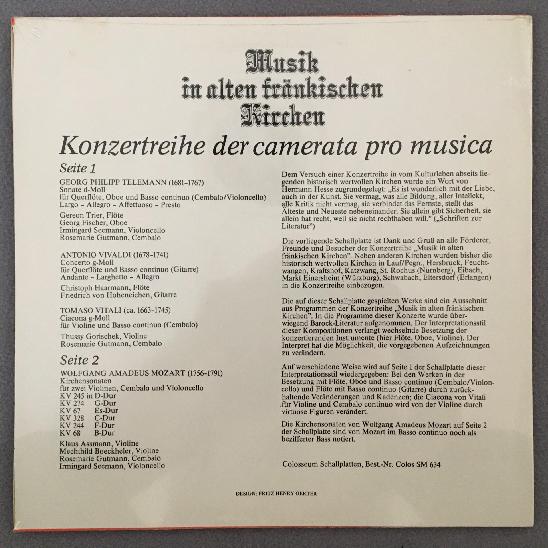 Musik
in alten fränkischen
Kirchen
Konzertreihe der camerata pro musica
Seite 1
GEORG PHILIPP TELEMANN (1681-1767)
Sonate d-Moll
für Querflöte, Oboe und Basso continuo (Cembalo/Violoncello)
Largo – Allegro – Affettuoso – Presto
Gereon Trier, Flöte
Georg Fischer, Oboe
Irmingard Seemann, Violoncello
Rosemarie Gutmann, Cembalo
ANTONIO VIVALDI (1678-1741)
Concerto g-Moll
für Querflöte und Basso continuo (Gitarre)
Andante – Larghetto – Allegro
Christoph Haarmann, Flöte
Friedrich von Hubeneichen, Gitarre
TOMASO VITALI (ca. 1663-1745)
Ciacona g-Moll
für Violine und Basso continuo (Cembalo)
Thussy Gorischek, Violine
Rosemarie Gutmann, Cembalo
Seite 2
WOLFGANG AMADEUS MOZART (1756-1791)
Kirchensonaten
für zwei Violinen, Cembalo und Violoncello
KV 245 in D-Dur
KV 274 G-Dur
KV 67 Es-Dur
KV 328 C-Dur
KV 244 F-Dur
KV 68 B-Dur
Klaus Assmann, Violine
Mechthild Boeckheler, Violine
Rosemarie Gutmann, Cembalo
Irmingard Seemann, Violoncello
Dem Versuch einer Konzertreihe in vom Kulturleben abseits lie-
genden historisch wertvollen Kirchen wurde ein Wort von
Hermann Hesse zugrundegelegt: „Es ist wunderlich mit der Liebe,
auch in der Kunst. Sie vermag, was alle Bildung, aller Intellekt,
alle Kritik nicht vermag, sie verbindet das Fernste, stellt das
Älteste und Neueste nebeneinander. Sie allein gibt Sicherheit, sie
allein hat recht, weil sie nicht rechthaben will.“ („Schriften zur
Literatur“)
Die vorliegende Schallplatte ist Dank und Gruß an alle Förderer,
Freunde und Besucher der Konzertreihe „Musik in alten
fränkischen Kirchen“. Neben anderen Kirchen wurden bisher die
historisch wertvollen Kirchen in Lauf/Pegn., Hersbruck, Feucht-
wangen, Kraftshof, Katzwang, St. Rochus (Nürnberg), Eibach,
Markt Einersheim (Würzburg), Schwabach, Eltersdorf (Erlangen)
in die Konzertreihe einbezogen.
Die auf dieser Schallplatte gespielten Werke sind ein Ausschnitt
aus Programmen der Konzertreihe „Musik in alten fränkischen
Kirchen“. In die Programme dieser Konzerte wurde über-
wiegend Barock-Literatur aufgenommen. Der Interpretationsstil
dieser Kompositionen verlangt wechselnde Besetzung der
konzertierenden Instrumente (hier Flöte, Oboe, Violine). Der
Interpret hat die Möglichkeit, die vorgegebenen Aufzeichnungen
zu verändern.
Auf verschiedene Weise wird auf Seite 1 der Schallplatte dieser
Interpretationsstil wiedergegeben: Bei den Werken in der
Besetzung mit Flöte, Oboe und Basso continuo (Cembalo/Violon-
cello) und Flöte mit Basso continuo (Gitarre) durch zurück-
haltende Veränderungen und Kadenzen; die Ciacona von Vitali
für Violine und Cembalo continuo wird von der Violine durch
virtuose Figuren verändert.
Die Kirchensonaten von Wolfgang Amadeus Mozart auf Seite 2
der Schallplatte sind von Mozart im Basso continuo noch als
bezifferter Bass notiert.
Colosseum Schallplatten, Best.-Nr. Colos SM 634
DESIGN: FRITZ HENRY OERTER